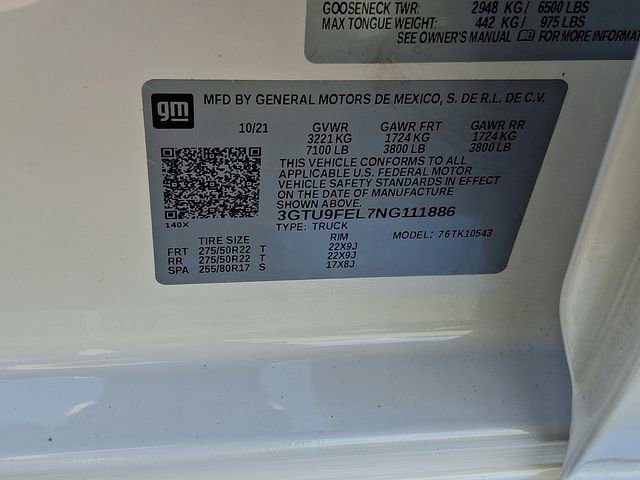 GOOSENECK TWR: 2948 KG/ 6500 LBS
MAX TONGUE WEIGHT: 442 KG/ 975 LBS
SEE OWNER'S MANUAL FOR MORE INFORMAT
gm MFD BY GENERAL MOTORS DE MEXICO, S. DE R.L. DE C.V.
10/21 GVWR GAWR FRT GAWR RR
3221 KG 1724 KG 1724 KG
7100 LB 3800 LB 3800 LB
THIS VEHICLE CONFORMS TO ALL
APPLICABLE U.S. FEDERAL MOTOR
VEHICLE SAFETY STANDARDS IN EFFECT
ON THE DATE OF MANUFACTURE
SHOWN ABOVE.
3GTU9FEL7NG111886
140X
TYPE: TRUCK MODEL: 76TK10543
TIRE SIZE RIM
FRT 275/50R22 T 22X9J
RR 275/50R22 T 22X9J
SPA 255/80R17 S 17X8J